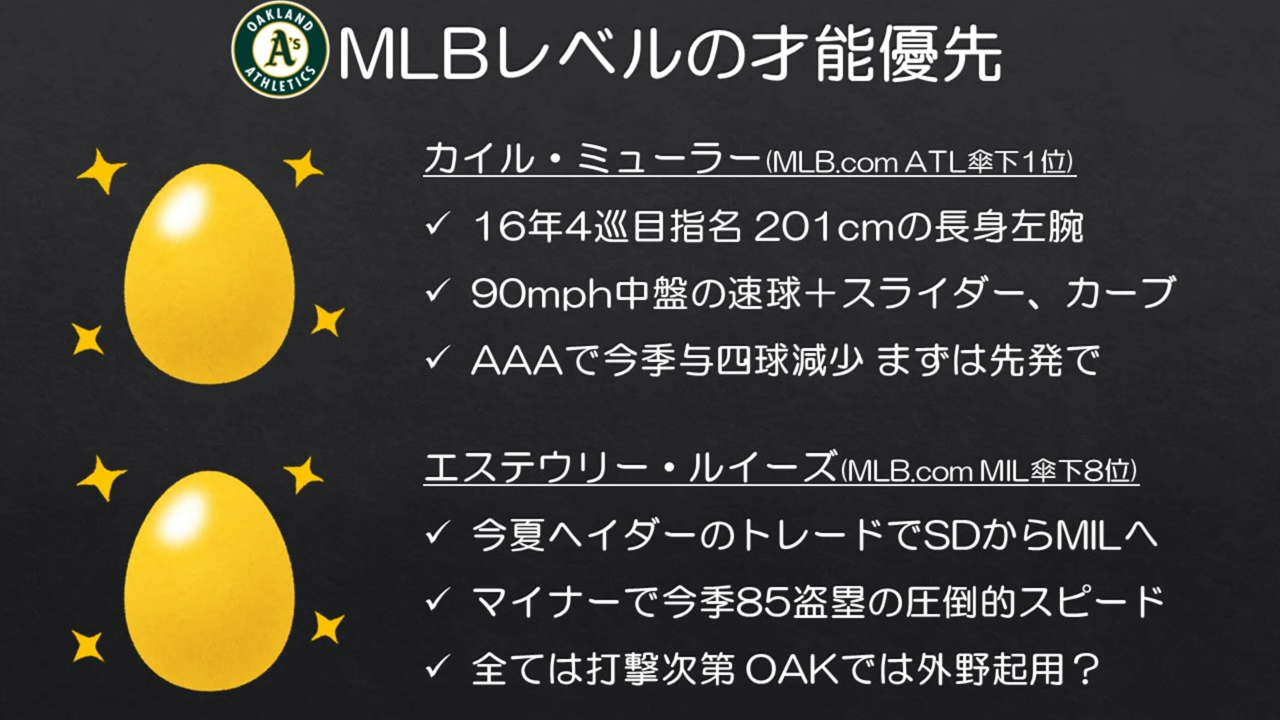 OAKLAND
A's
ATHLETICS
MLBレベルの才能優先
カイル・ミューラー(MLB.com ATL傘下1位)
✓ 16年4巡目指名 201cmの長身左腕
✓ 90mph中盤の速球＋スライダー、カーブ
✓ AAAで今季与四球減少 まずは先発で
エステウリー・ルイーズ(MLB.com MIL傘下8位)
✓ 今夏ヘイダーのトレードでSDからMILへ
✓ マイナーで今季85盗塁の圧倒的スピード
✓ 全ては打撃次第 OAKでは外野起用？